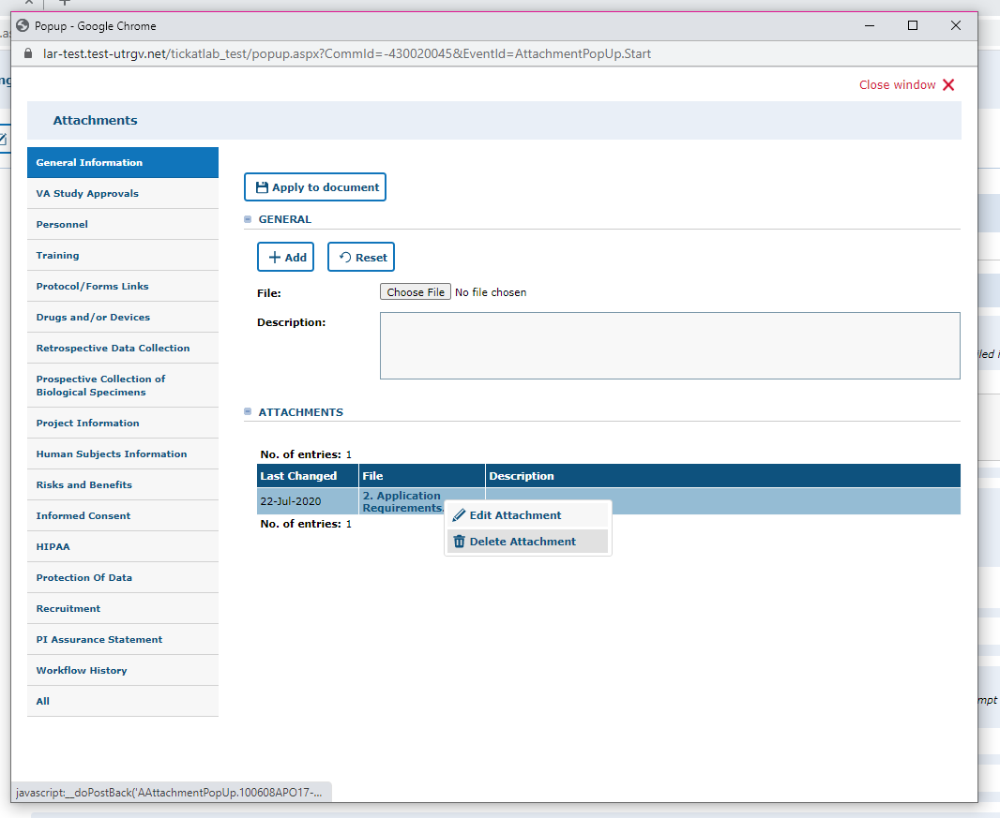 Popup - Google Chrome
lar-test.test-utrgv.net/tickatlab_test/popup.aspx?CommId=-430020045&EventId=AttachmentPopUp.Start
Close window
Attachments
General Information
VA Study Approvals
Personnel
Training
Protocol/Forms Links
Drugs and/or Devices
Retrospective Data Collection
Prospective Collection of
Biological Specimens
Project Information
Human Subjects Information
Risks and Benefits
Informed Consent
HIPAA
Protection Of Data
Recruitment
PI Assurance Statement
Workflow History
All
Apply to document
GENERAL
Add
Reset
File:
Choose File No file chosen
Description:
ATTACHMENTS
No. of entries: 1
Last Changed File Description
22-Jul-2020 2. Application
Requirements.
Edit Attachment
Delete Attachment
No. of entries: 1
javascript:__doPostBack('AAttachmentPopUp.100608APO17-...